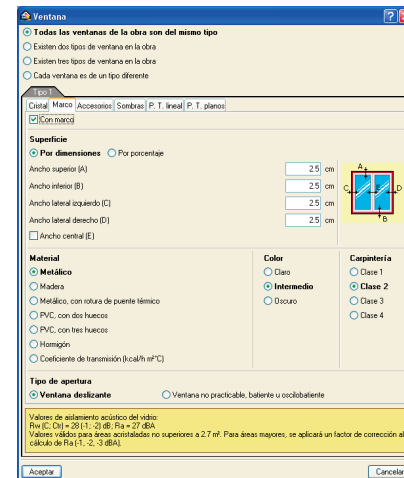 Ventana
Todas las ventanas de la obra son del mismo tipo
Existen dos tipos de ventana en la obra
Existen tres tipos de ventana en la obra
Cada ventana es de un tipo diferente
Tipo 1
Cristal Marco Accesorios Sombras P. T. lineal P. T. planos
Con marco
Superficie
Por dimensiones Por porcentaje
Ancho superior (A) 2.5 cm
Ancho inferior (B) 2.5 cm
Ancho lateral izquierdo (C) 2.5 cm
Ancho lateral derecho (D) 2.5 cm
Ancho central (E)
A
C E D
B
Material Color Carpintería
Metálico Claro Clase 1
Madera Intermedio Clase 2
Metálico, con rotura de puente térmico Oscuro Clase 3
PVC, con dos huecos Clase 4
PVC, con tres huecos
Hormigón
Coeficiente de transmisión (kcal/h m²°C)
Tipo de apertura
Ventana deslizante Ventana no practicable, batiente u oscilobatiente
Valores de aislamiento acústico del vidrio:
Rw (C; Ctr) = 28 (-1; -2) dB; Ra = 27 dBA
Valores válidos para áreas acristaladas no superiores a 2.7 m². Para áreas mayores, se aplicará un factor de corrección al
cálculo de Ra (-1, -2, -3 dBA).
Aceptar Cancelar